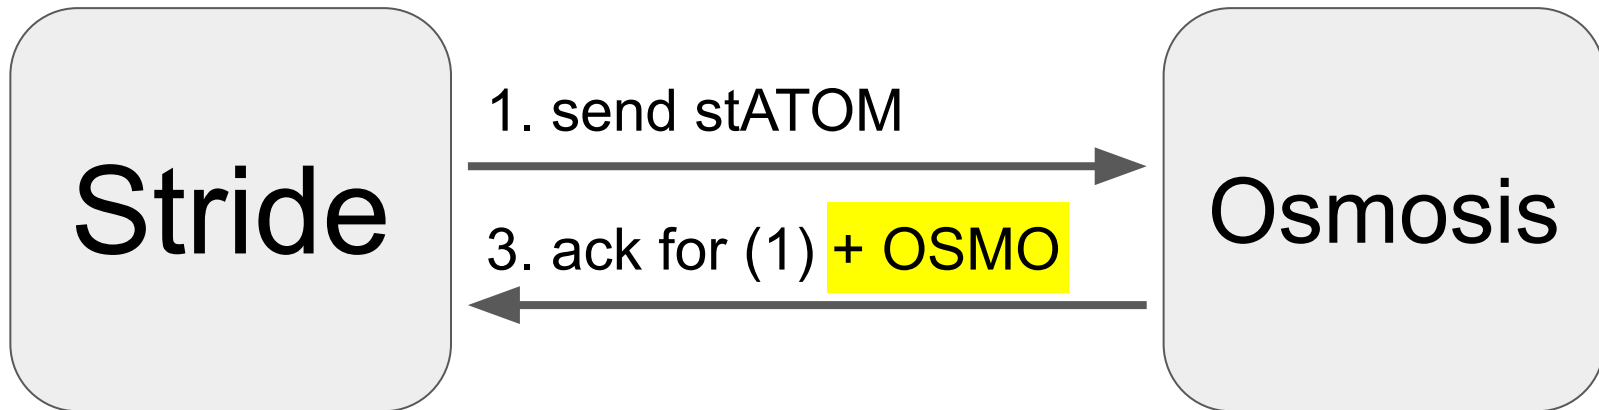 Stride
1. send stATOM
3. ack for (1) + OSMO
Osmosis